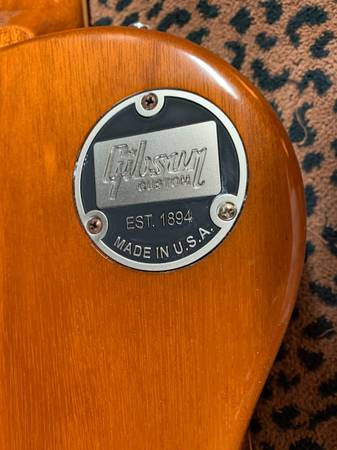 Gibson
CUSTOM
EST. 1894
MADE IN U.S.A.